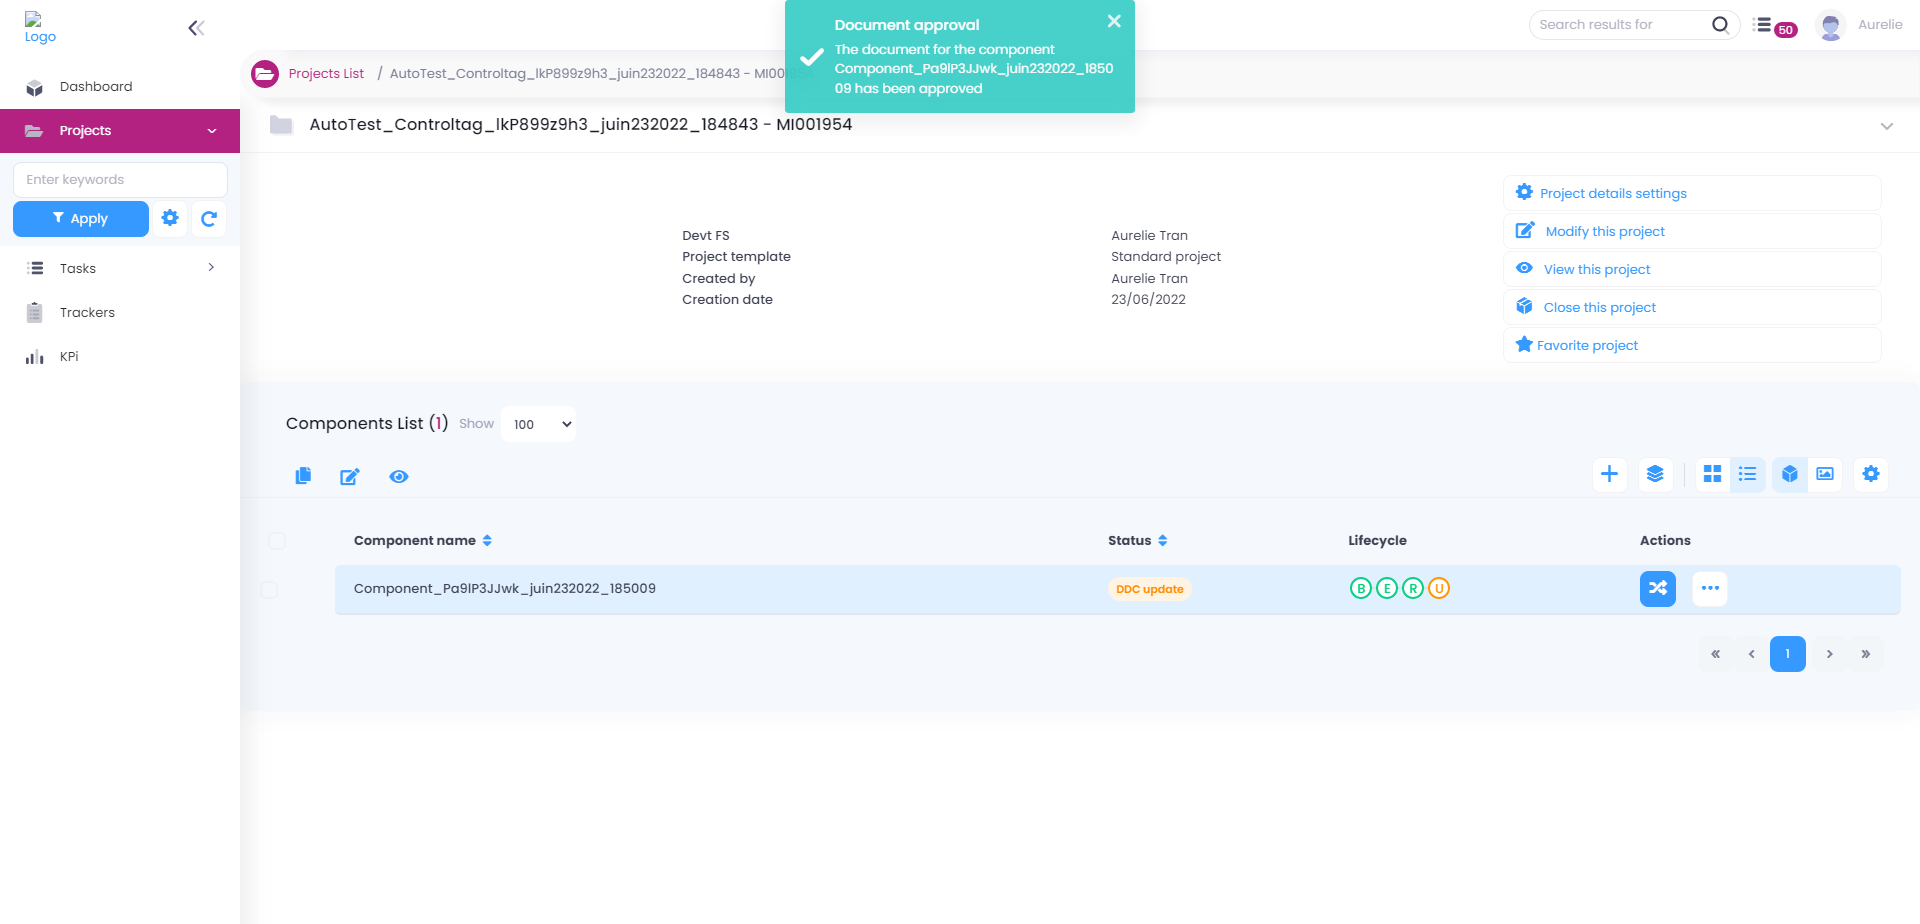 Logo
Document approval
The document for the component
Component_Pa9lP3JJwk_juin232022_1850
09 has been approved
Search results for
50
Aurelie
Dashboard
Projects
Enter keywords
Apply
Tasks
Trackers
KPi
Projects List / AutoTest_Controltag_lkP899z9h3_juin232022_184843 - MI001954
AutoTest_Controltag_lkP899z9h3_juin232022_184843 - MI001954
Devt FS Aurelie Tran
Project template Standard project
Created by Aurelie Tran
Creation date 23/06/2022
Project details settings
Modify this project
View this project
Close this project
Favorite project
Components List (1) Show 100
Component name Status Lifecycle Actions
Component_Pa9lP3JJwk_juin232022_185009 DDC update B E R U
« ‹ 1 › »